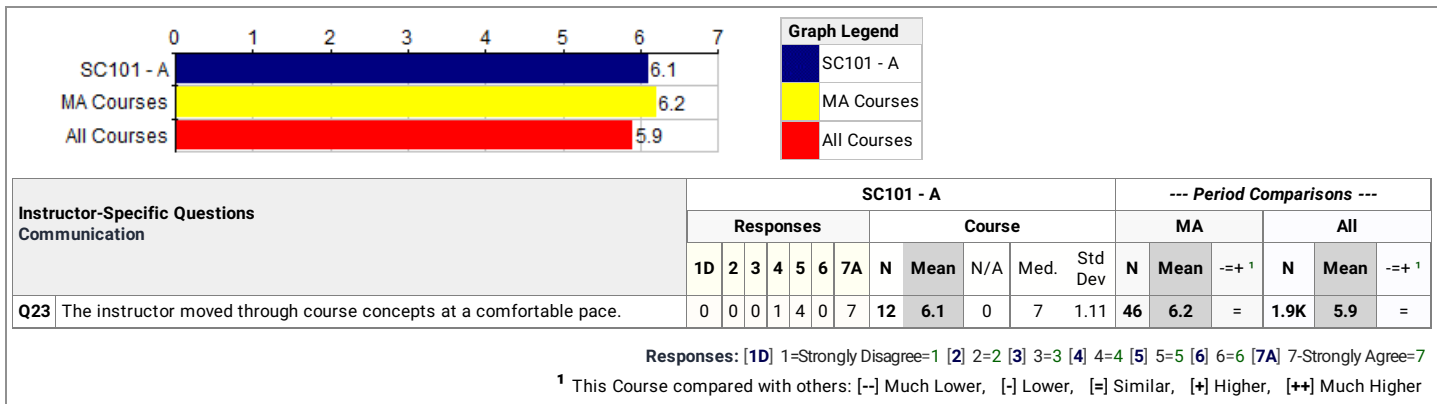 0 1 2 3 4 5 6 7
SC101 - A 6.1
MA Courses 6.2
All Courses 5.9
Graph Legend
SC101 - A
MA Courses
All Courses
Instructor-Specific Questions
Communication
SC101 - A
--- Period Comparisons ---
Responses Course MA All
1D 2 3 4 5 6 7A N Mean N/A Med. Std Dev N Mean -=+ ¹ N Mean -=+ ¹
Q23 The instructor moved through course concepts at a comfortable pace. 0 0 0 1 4 0 7 12 6.1 0 7 1.11 46 6.2 = 1.9K 5.9 =
Responses: [1D] 1=Strongly Disagree=1 [2] 2=2 [3] 3=3 [4] 4=4 [5] 5=5 [6] 6=6 [7A] 7-Strongly Agree=7
¹ This Course compared with others: [--] Much Lower, [-] Lower, [=] Similar, [+] Higher, [++] Much Higher